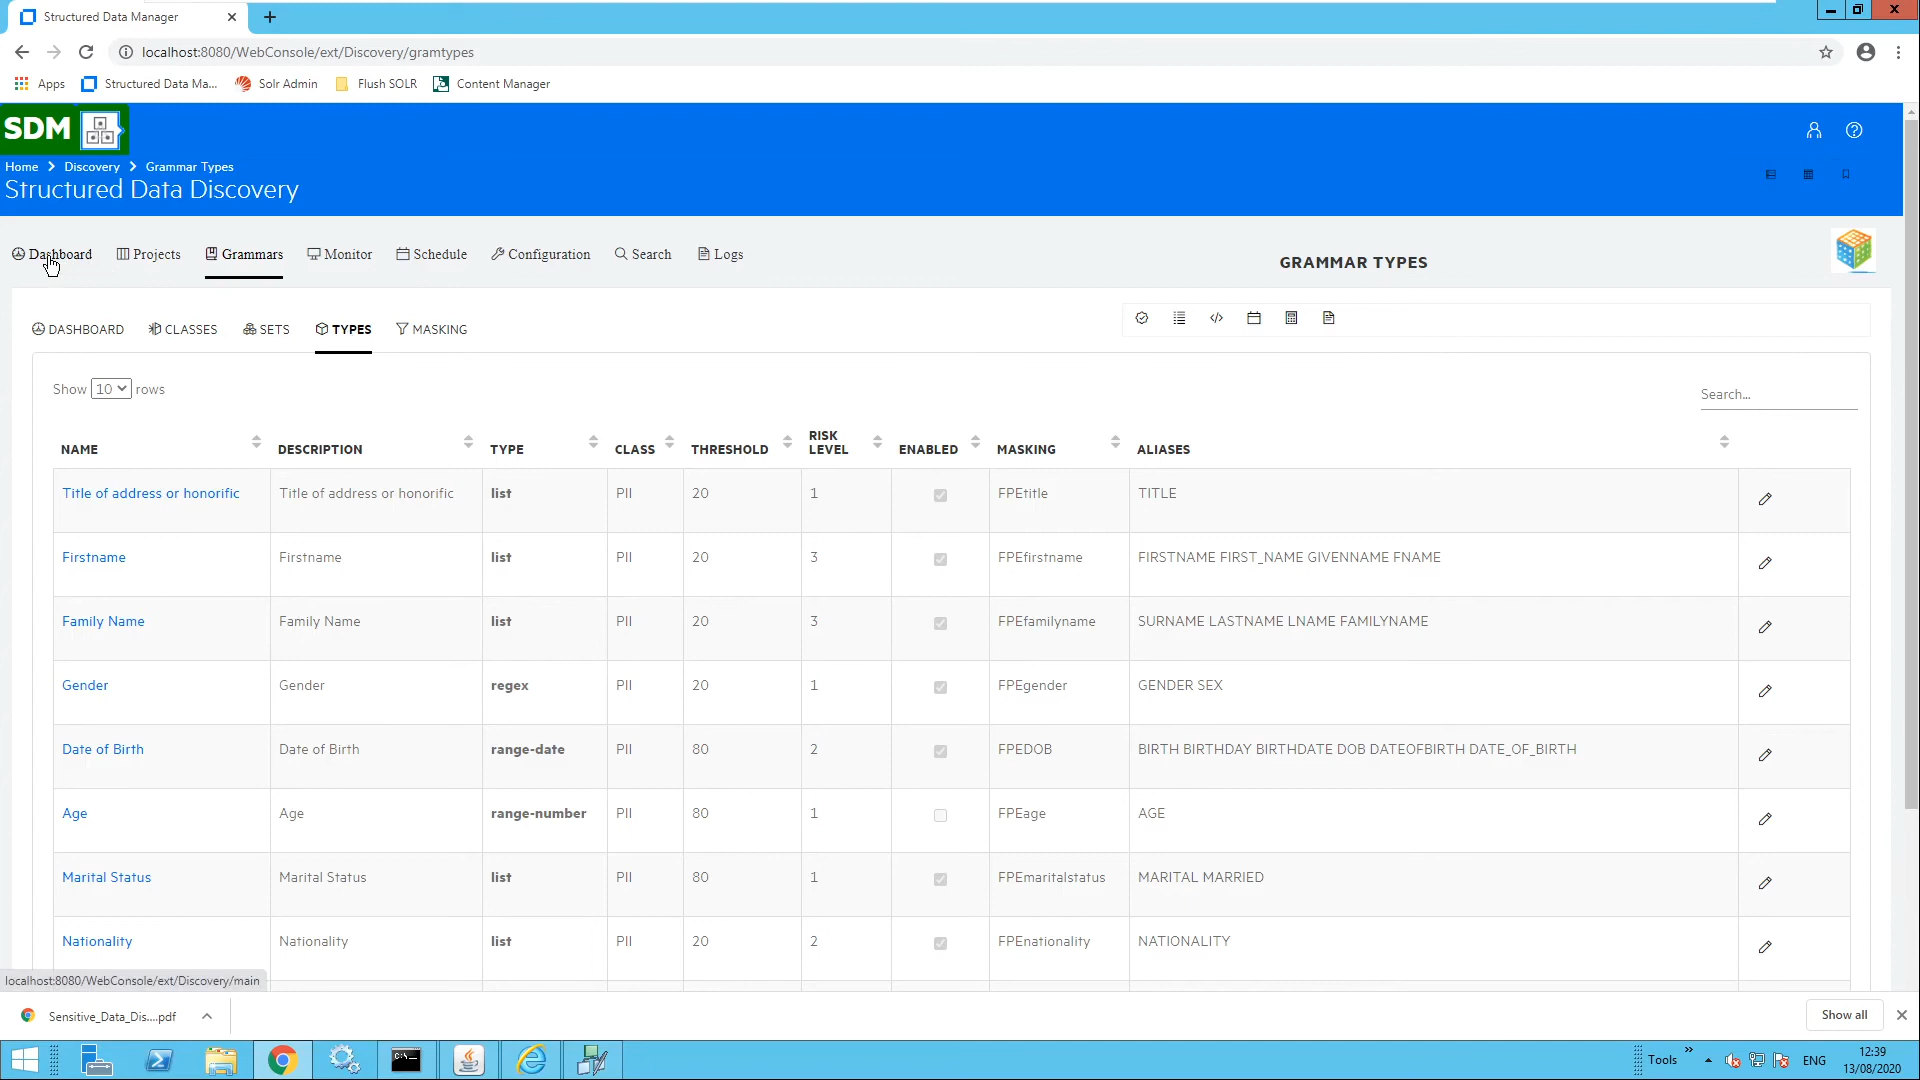 Structured Data Manager
localhost:8080/WebConsole/ext/Discovery/gramtypes
Apps Structured Data Ma... Solr Admin Flush SOLR Content Manager
SDM
Home > Discovery > Grammar Types
Structured Data Discovery
Dashboard Projects Grammars Monitor Schedule Configuration Search Logs
GRAMMAR TYPES
DASHBOARD CLASSES SETS TYPES MASKING
Show 10 rows
Search...
NAME DESCRIPTION TYPE CLASS THRESHOLD RISK LEVEL ENABLED MASKING ALIASES
Title of address or honorific Title of address or honorific list PII 20 1 FPEtitle TITLE
Firstname Firstname list PII 20 3 FPEfirstname FIRSTNAME FIRST_NAME GIVENNAME FNAME
Family Name Family Name list PII 20 3 FPEfamilyname SURNAME LASTNAME LNAME FAMILYNAME
Gender Gender regex PII 20 1 FPEgender GENDER SEX
Date of Birth Date of Birth range-date PII 80 2 FPEDOB BIRTH BIRTHDAY BIRTHDATE DOB DATEOFBIRTH DATE_OF_BIRTH
Age Age range-number PII 80 1 FPEage AGE
Marital Status Marital Status list PII 80 1 FPEmaritalstatus MARITAL MARRIED
Nationality Nationality list PII 20 2 FPEnationality NATIONALITY
localhost:8080/WebConsole/ext/Discovery/main
Sensitive_Data_Dis....pdf
Show all
Tools
ENG
12:39
13/08/2020